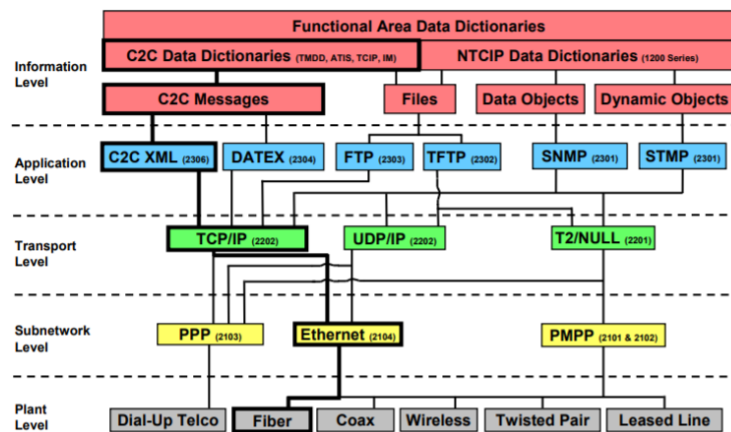 Functional Area Data Dictionaries
C2C Data Dictionaries (TMDD, ATIS, TCIP, IM)
NTCIP Data Dictionaries (1200 Series)
Information
Level
C2C Messages
Files
Data Objects
Dynamic Objects
Application
Level
C2C XML (2306)
DATEX (2304)
FTP (2303)
TFTP (2302)
SNMP (2301)
STMP (2301)
Transport
Level
TCP/IP (2202)
UDP/IP (2202)
T2/NULL (2201)
Subnetwork
Level
PPP (2103)
Ethernet (2104)
PMPP (2101 & 2102)
Plant
Level
Dial-Up Telco
Fiber
Coax
Wireless
Twisted Pair
Leased Line